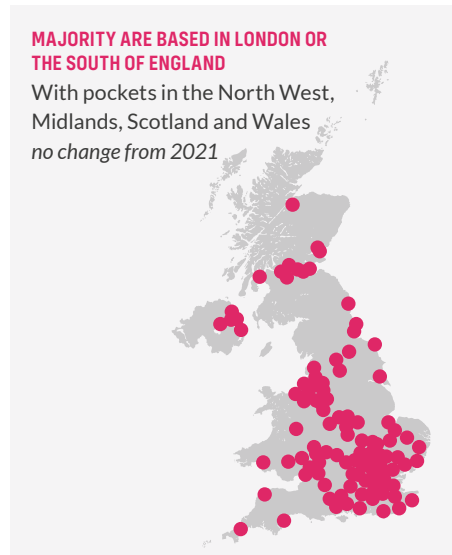 MAJORITY ARE BASED IN LONDON OR
THE SOUTH OF ENGLAND
With pockets in the North West,
Midlands, Scotland and Wales
no change from 2021